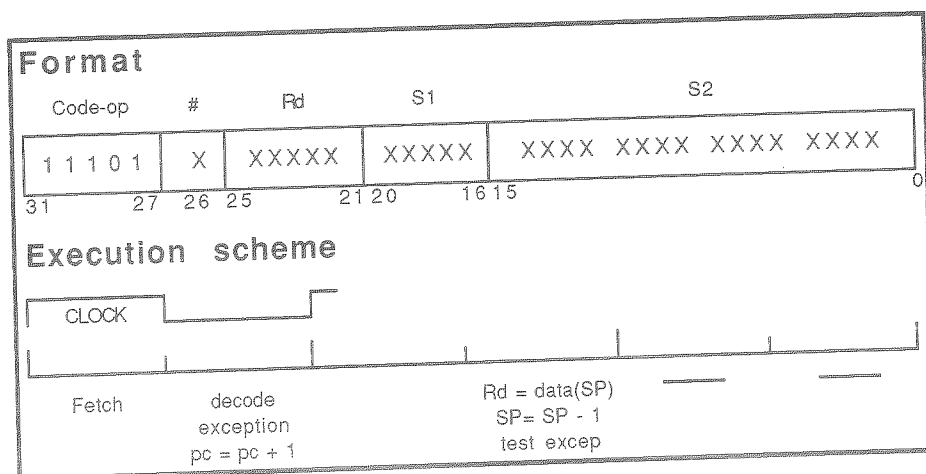 Format
Code-op # Rd S1 S2
1 1 1 0 1 X XXXXX XXXXX XXXX XXXX XXXX XXXX
31 27 26 25 21 20 16 15 0
Execution scheme
CLOCK
Fetch decode Rd = data(SP)
exception SP= SP - 1
pc = pc + 1 test excep